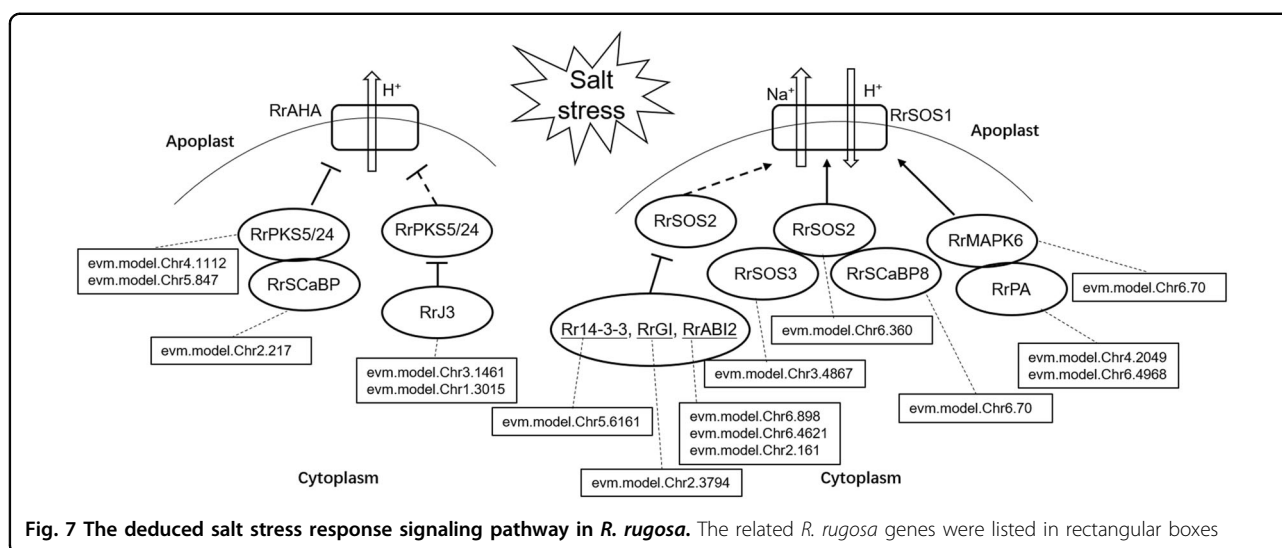 Salt
stress
RrAHA
H+
Na+
H+
RrSOS1
Apoplast
Apoplast
RrPKS5/24
RrPKS5/24
RrSOS2
RrSOS2
RrMAPK6
evm.model.Chr4.1112
evm.model.Chr5.847
RrSCaBP
RrSOS3
RrSCaBP8
RrPA
evm.model.Chr6.70
RrJ3
Rr14-3-3, RrGI, RrABI2
evm.model.Chr6.360
evm.model.Chr2.217
evm.model.Chr3.1461
evm.model.Chr1.3015
evm.model.Chr3.4867
evm.model.Chr4.2049
evm.model.Chr6.4968
evm.model.Chr5.6161
evm.model.Chr6.898
evm.model.Chr6.4621
evm.model.Chr2.161
evm.model.Chr6.70
Cytoplasm
evm.model.Chr2.3794
Cytoplasm
Fig. 7 The deduced salt stress response signaling pathway in R. rugosa. The related R. rugosa genes were listed in rectangular boxes